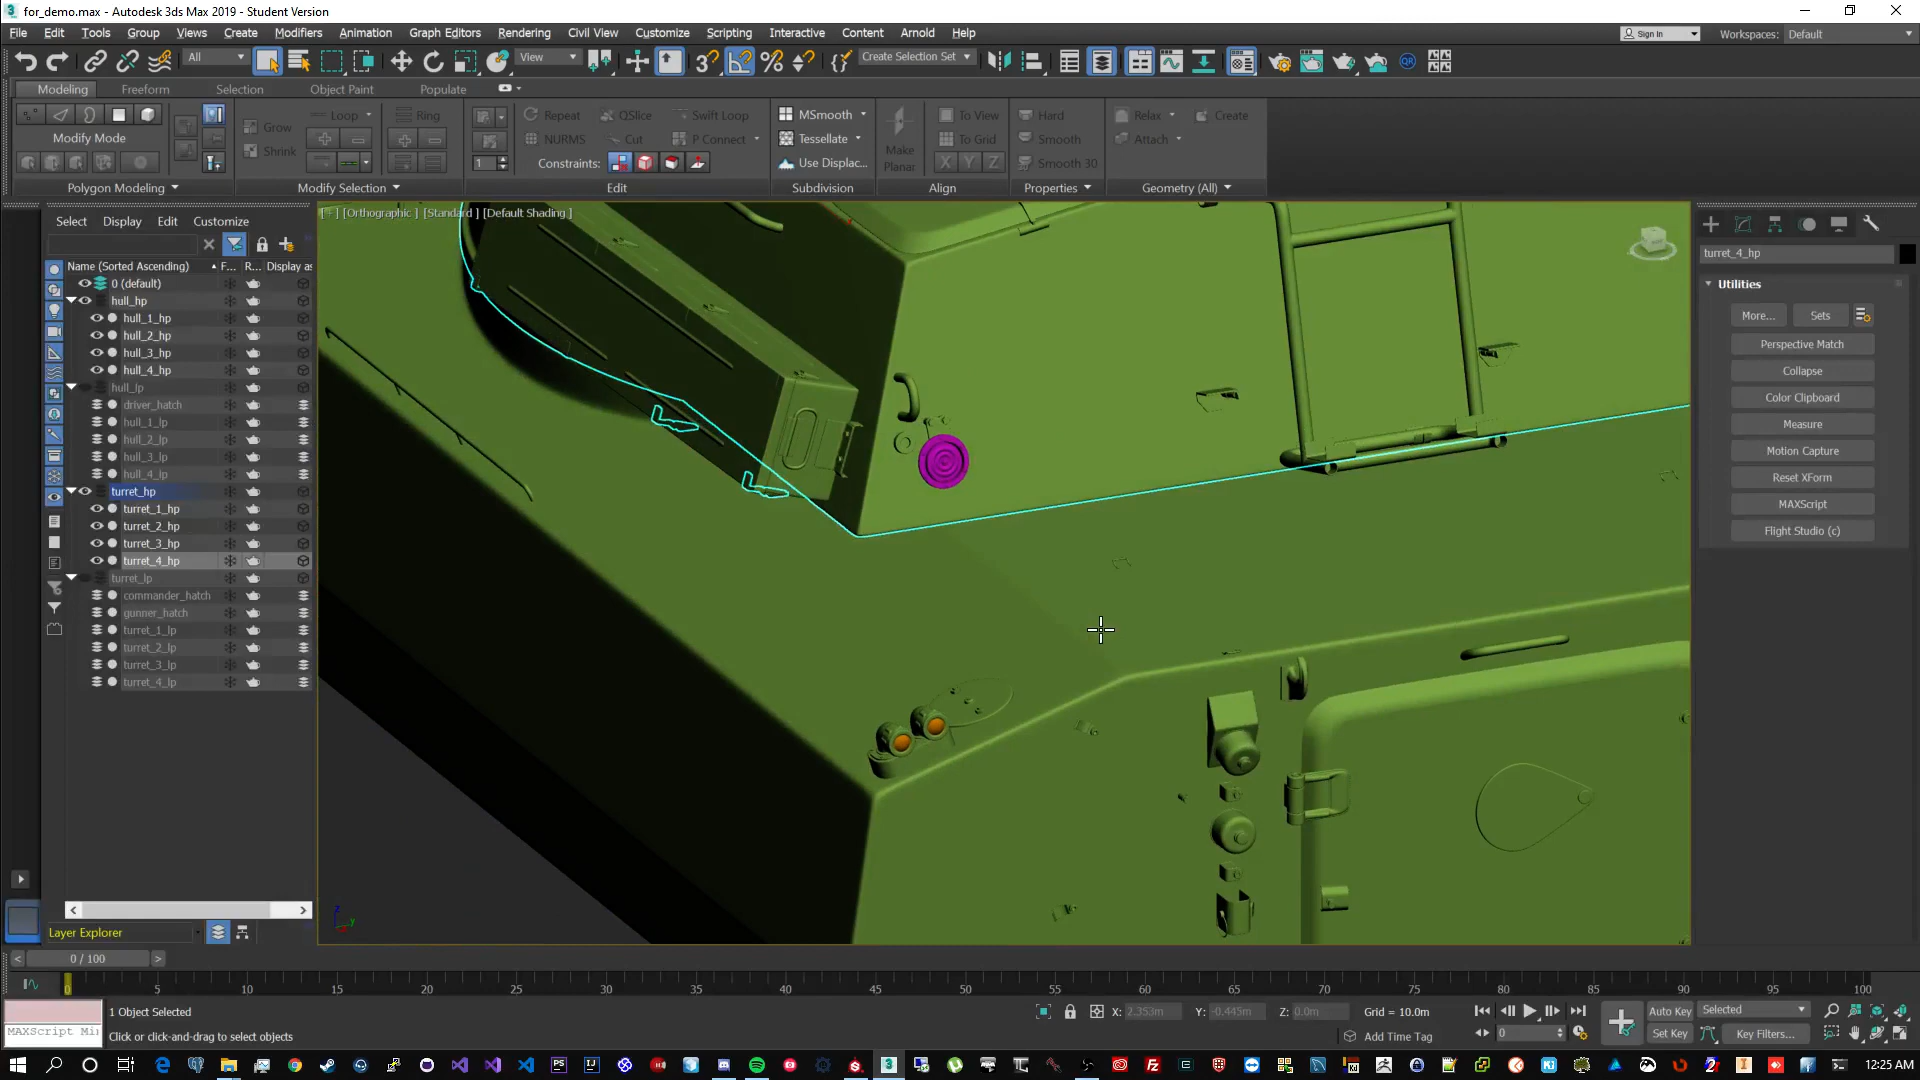 for_demo.max - Autodesk 3ds Max 2019 - Student Version
File Edit Tools Group Views Create Modifiers Animation Graph Editors Rendering Civil View Customize Scripting Interactive Content Arnold Help
Sign In Workspaces: Default
All View Create Selection Set
Modeling Freeform Selection Object Paint Populate
Loop Ring Repeat QSlice Swift Loop MSmooth To View Hard Relax Create
Grow
Modify Mode NURMS Cut P Connect Tessellate Make Planar To Grid Smooth Attach
Shrink 1 Constraints: Use Displac... X Y Z Smooth 30
Polygon Modeling Modify Selection Edit Subdivision Align Properties Geometry (All)
Select Display Edit Customize
[+] [Orthographic] [Standard] [Default Shading]
turret_4_hp
Name (Sorted Ascending) F... R... Display as
0 (default)
hull_hp
hull_1_hp
hull_2_hp
hull_3_hp
hull_4_hp
hull_lp
driver_hatch
hull_1_lp
hull_2_lp
hull_3_lp
hull_4_lp
turret_hp
turret_1_hp
turret_2_hp
turret_3_hp
turret_4_hp
turret_lp
commander_hatch
gunner_hatch
turret_1_lp
turret_2_lp
turret_3_lp
turret_4_lp
Utilities
More... Sets
Perspective Match
Collapse
Color Clipboard
Measure
Motion Capture
Reset XForm
MAXScript
Flight Studio (c)
Layer Explorer
< 0 / 100 >
0 5 10 15 20 25 30 35 40 45 50 55 60 65 70 75 80 85 90 95 100
1 Object Selected X: 2.353m Y: -0.445m Z: 0.0m Grid = 10.0m Auto Key Selected
MAXScript Mi Click or click-and-drag to select objects Add Time Tag 0 Set Key Key Filters...
12:25 AM